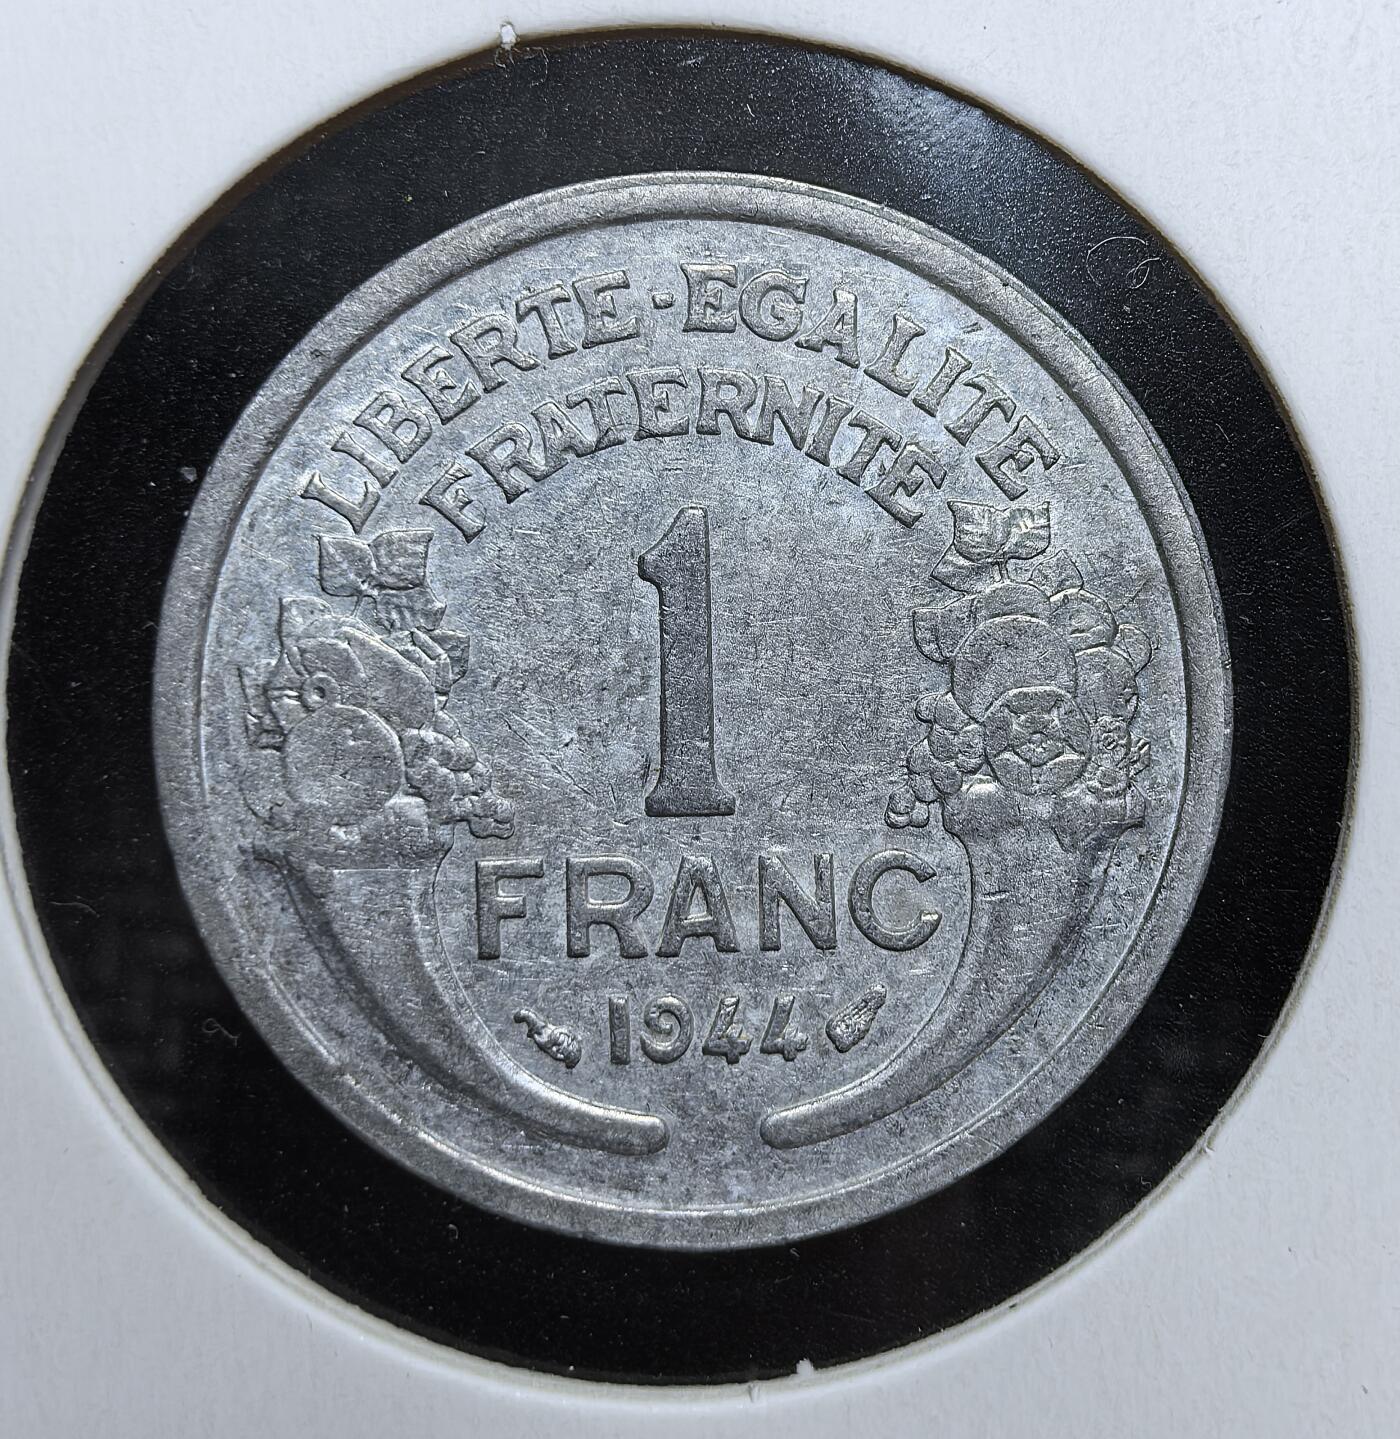 LIBERTE-EGALITE
FRATERNITE
1
FRANC
1944